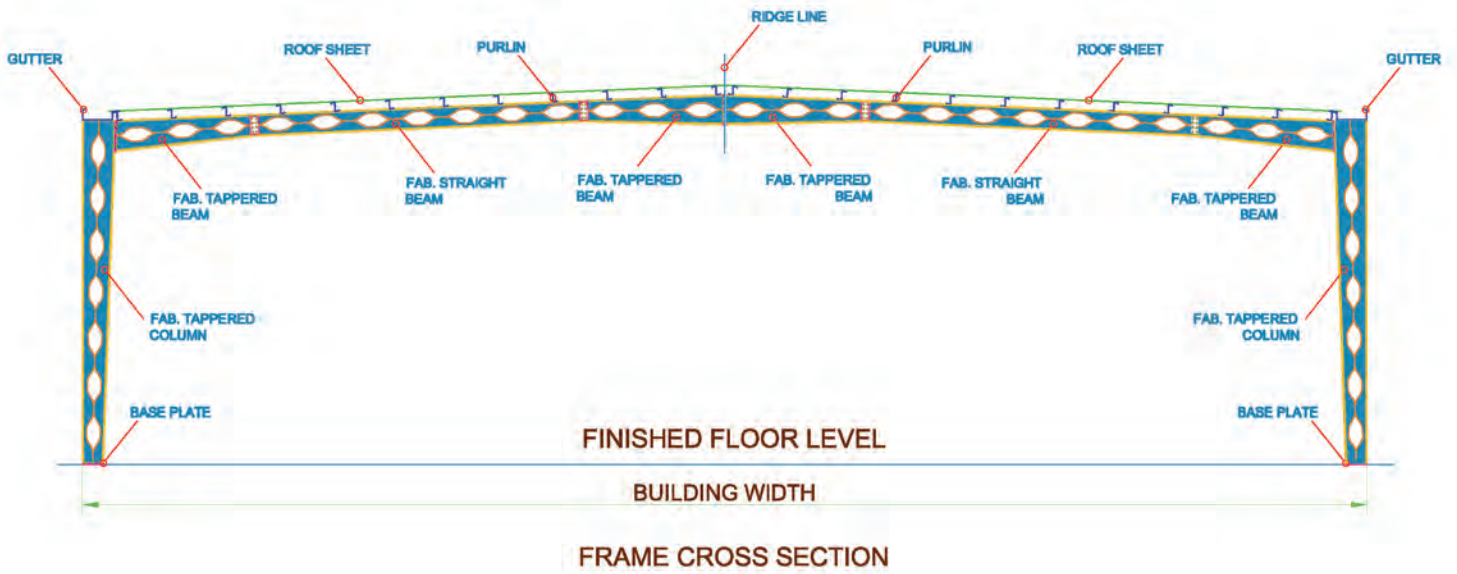 RIDGE LINE
GUTTER
ROOF SHEET
PURLIN
PURLIN
ROOF SHEET
GUTTER
FAB. TAPPERED
BEAM
FAB. STRAIGHT
BEAM
FAB. TAPPERED
BEAM
FAB. TAPPERED
BEAM
FAB. STRAIGHT
BEAM
FAB. TAPPERED
BEAM
FAB. TAPPERED
COLUMN
FAB. TAPPERED
COLUMN
BASE PLATE
BASE PLATE
FINISHED FLOOR LEVEL
BUILDING WIDTH
FRAME CROSS SECTION